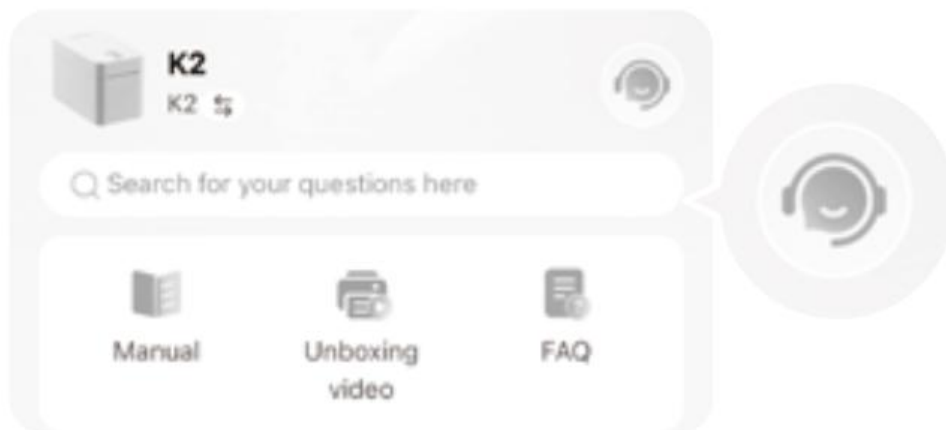 K2
K2
Search for your questions here
Manual
Unboxing
video
FAQ